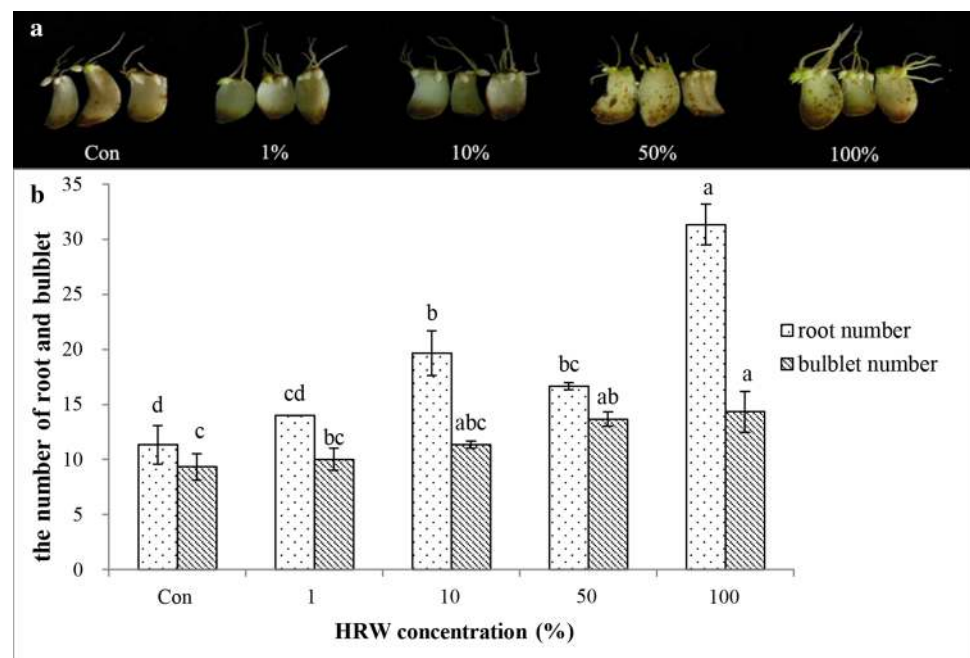 a
Con 1% 10% 50% 100%
b
the number of root and bulblet
35
30
25
20
15
10
5
0
d c cd bc b abc bc ab a a
root number
bulblet number
Con 1 10 50 100
HRW concentration (%)